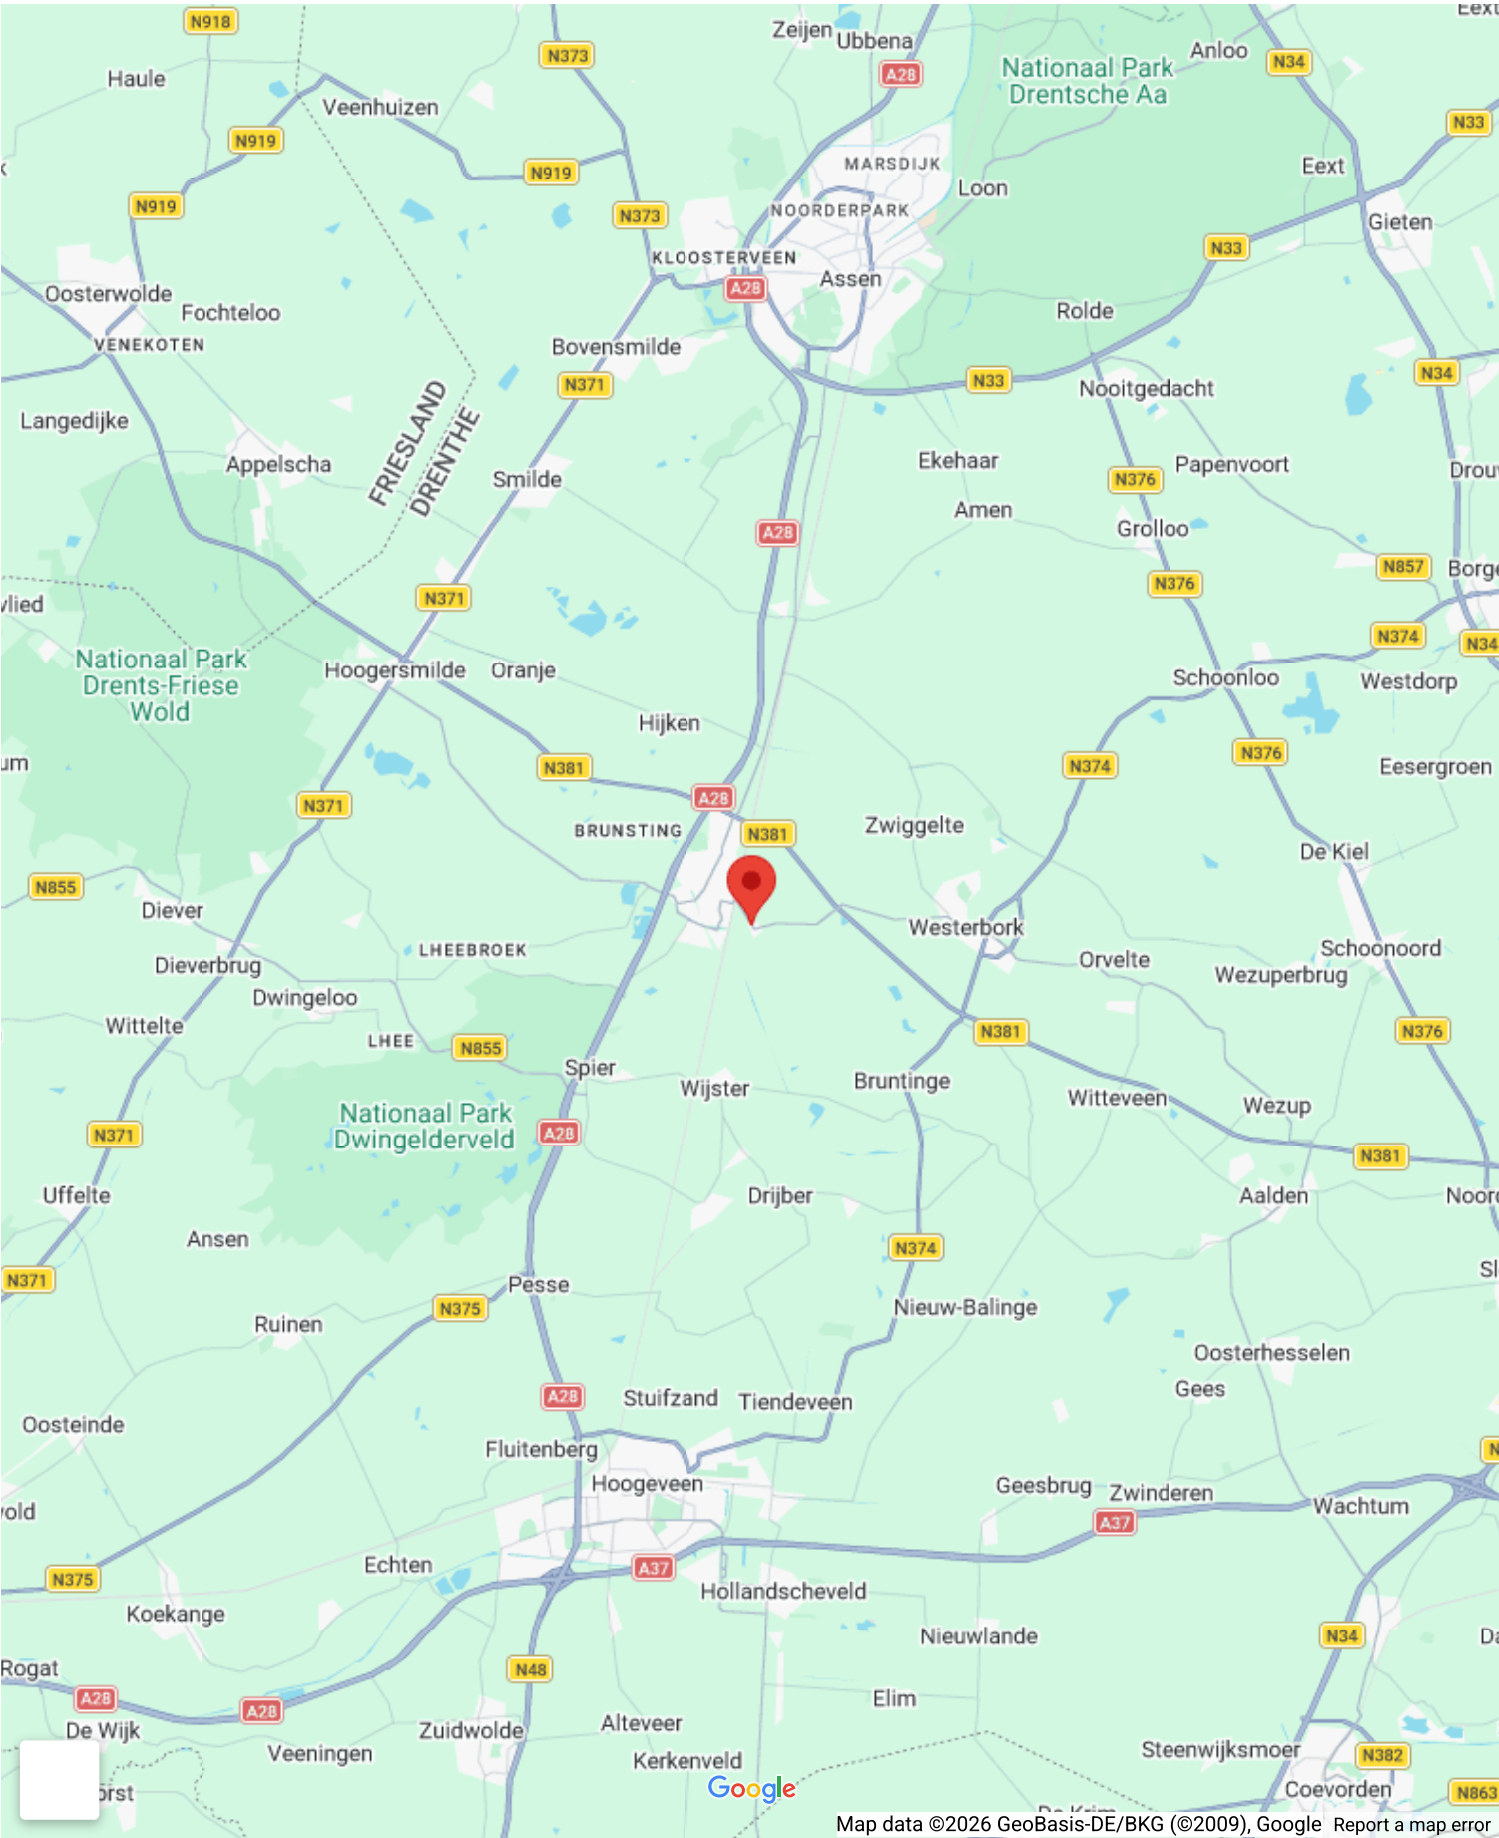 N918
Zeijen
Ubbena
Anloo
N373
A28
N34
Haule
Nationaal Park
Drentsche Aa
Veenhuizen
N33
N919
MARSDIJK
Eext
N919
Loon
N919
N373
NOORDERPARK
Gieten
N33
KLOOSTERVEEN
Assen
A28
Oosterwolde
Fochteloo
Rolde
VENEKOTEN
Bovensmilde
N371
N33
Nooitgedacht
N34
Langedijke
FRIESLAND
DRENTHE
Appelscha
Smilde
Ekehaar
Papenvoort
N376
Amen
A28
Grolloo
N857
N371
N376
N374
N34
Nationaal Park
Drents-Friese
Wold
Hoogersmilde
Oranje
Schoonloo
Westdorp
Hijken
N381
N374
N376
Eesergroen
A28
N371
BRUNSTING
N381
Zwiggelte
De Kiel
N855
Diever
Westerbork
LHEEBROEK
Schoonoord
Dieverbrug
Orvelte
Wezuperbrug
Dwingeloo
Wittelte
LHEE
N855
N381
N376
Spier
Wijster
Bruntinge
Witteveen
Wezup
Nationaal Park
Dwingelderveld
A28
N371
N381
Uffelte
Drijber
Aalden
Ansen
N374
N371
Pesse
N375
Nieuw-Balinge
Ruinen
Oosterhesselen
Gees
A28
Stuifzand
Tiendeveen
Oosteinde
Fluitenberg
Hoogeveen
Geesbrug
Zwinderen
Wachtum
A37
Echten
A37
N375
Hollandscheveld
Koekange
Nieuwlande
N34
Rogat
N48
A28
A28
Elim
De Wijk
Zuidwolde
Alteveer
Veeningen
Kerkenveld
Steenwijksmoer
N382
Google
Coevorden
N863
Map data ©2026 GeoBasis-DE/BKG (©2009), Google
Report a map error